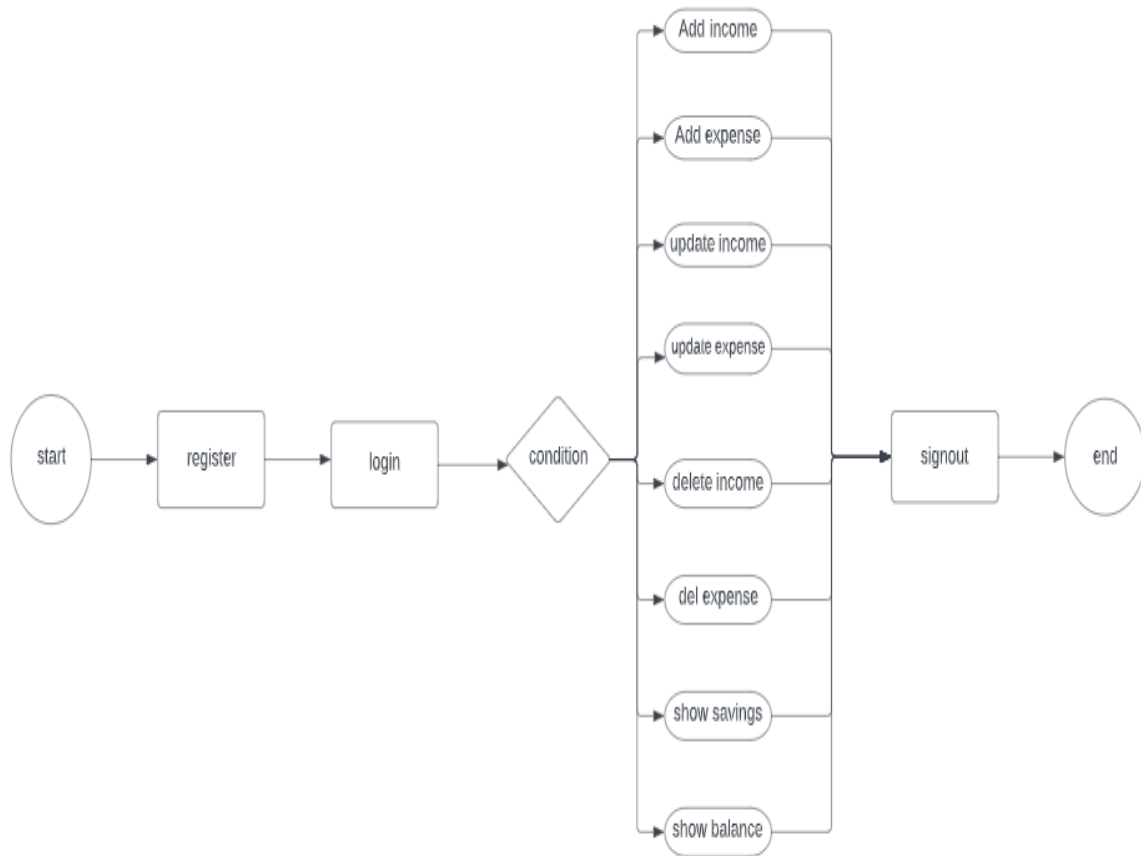 start
register
login
condition
Add income
Add expense
update income
update expense
delete income
del expense
show savings
show balance
signout
end